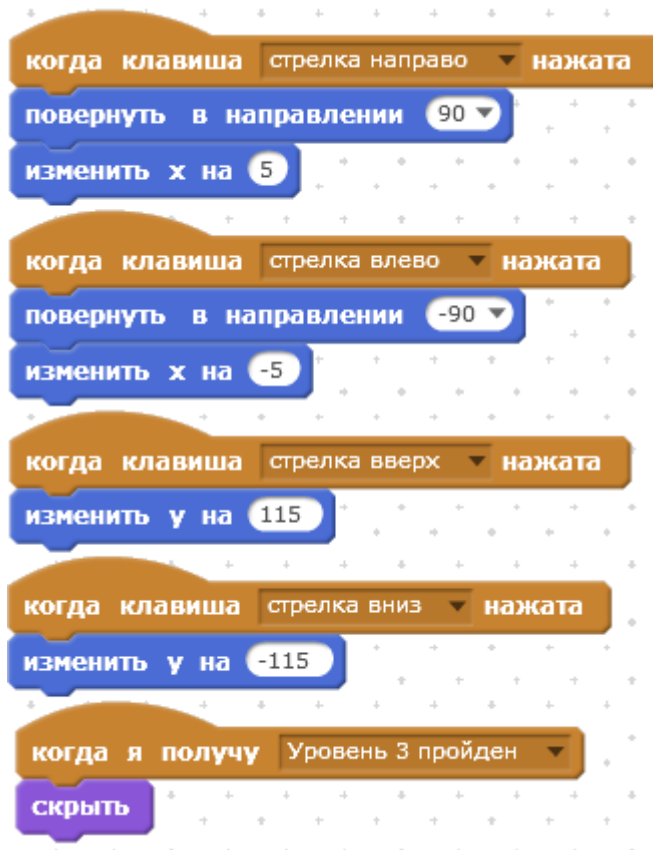 когда клавиша стрелка направо нажата
повернуть в направлении 90
изменить x на 5
когда клавиша стрелка влево нажата
повернуть в направлении -90
изменить x на -5
когда клавиша стрелка вверх нажата
изменить y на 115
когда клавиша стрелка вниз нажата
изменить y на -115
когда я получу Уровень 3 пройден
скрыть